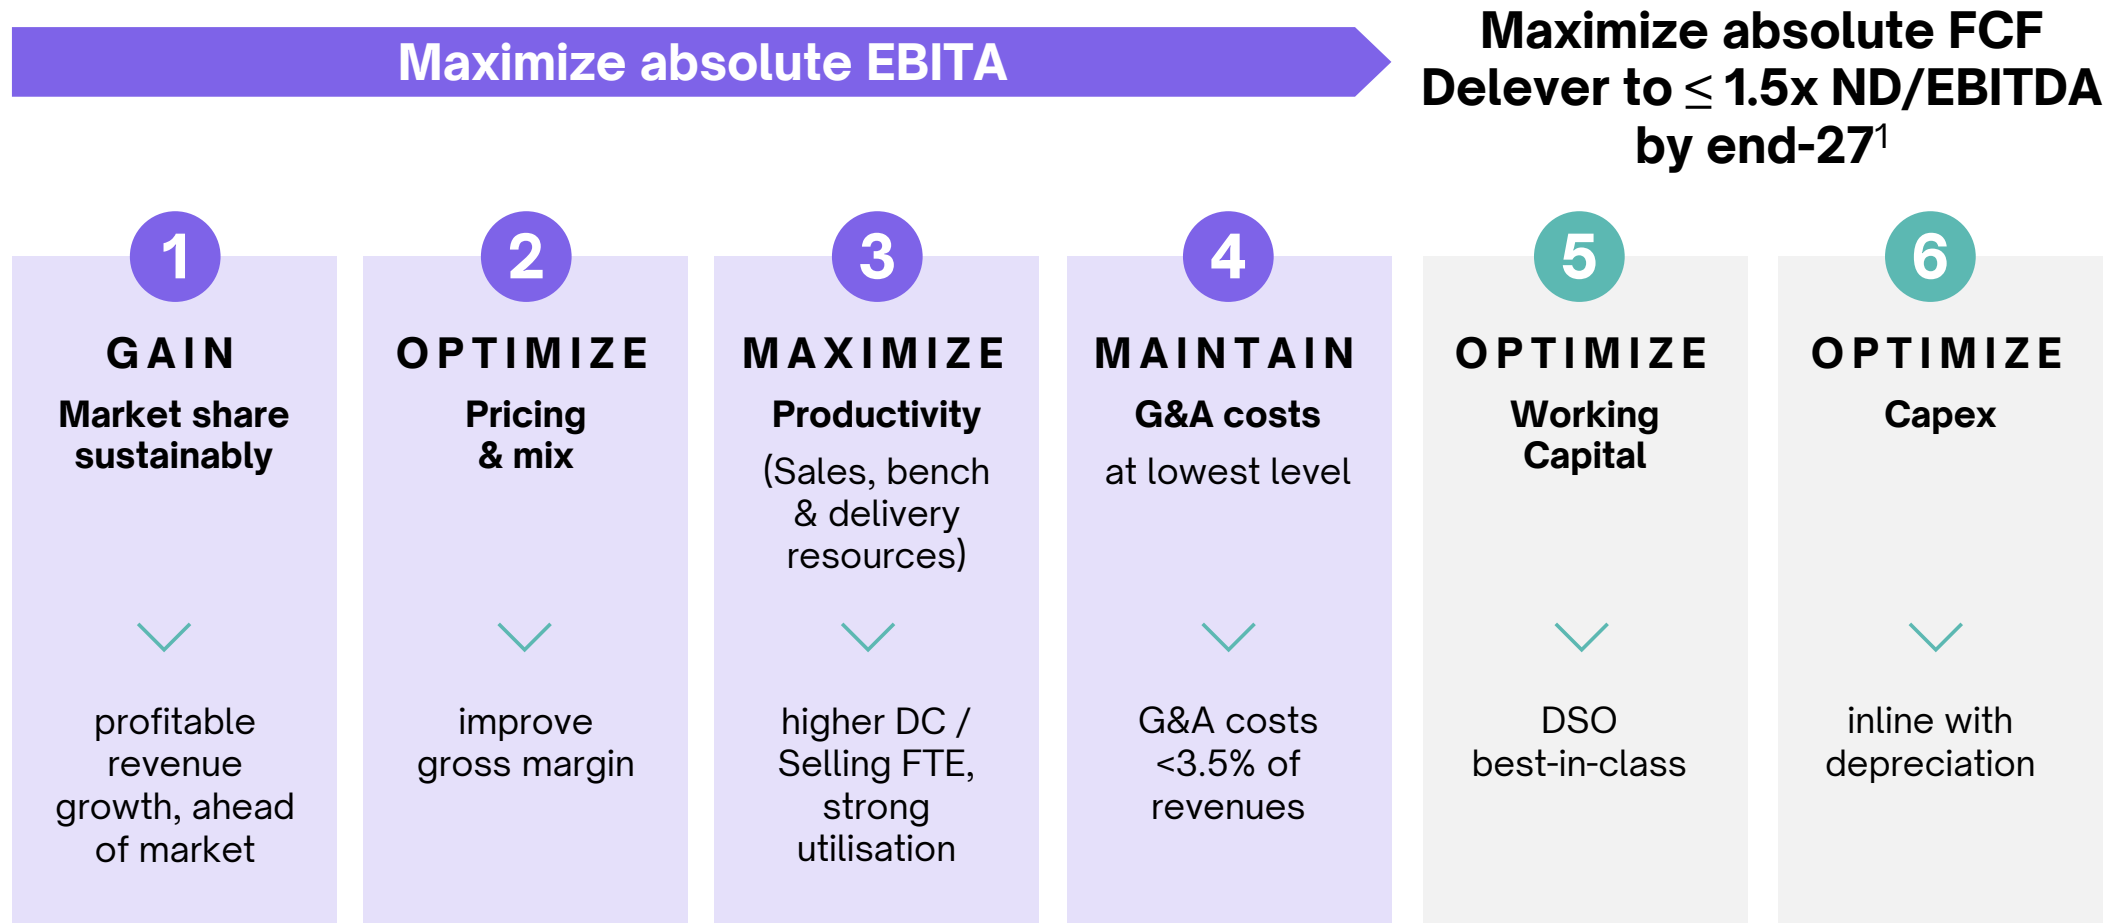 Maximize absolute EBITA
Maximize absolute FCF
Delever to ≤ 1.5x ND/EBITDA
by end-27¹
1
GAIN
Market share
sustainably
profitable
revenue
growth, ahead
of market
2
OPTIMIZE
Pricing
& mix
improve
gross margin
3
MAXIMIZE
Productivity
(Sales, bench
& delivery
resources)
higher DC /
Selling FTE,
strong
utilisation
4
MAINTAIN
G&A costs
at lowest level
G&A costs
<3.5% of
revenues
5
OPTIMIZE
Working
Capital
DSO
best-in-class
6
OPTIMIZE
Capex
inline with
depreciation